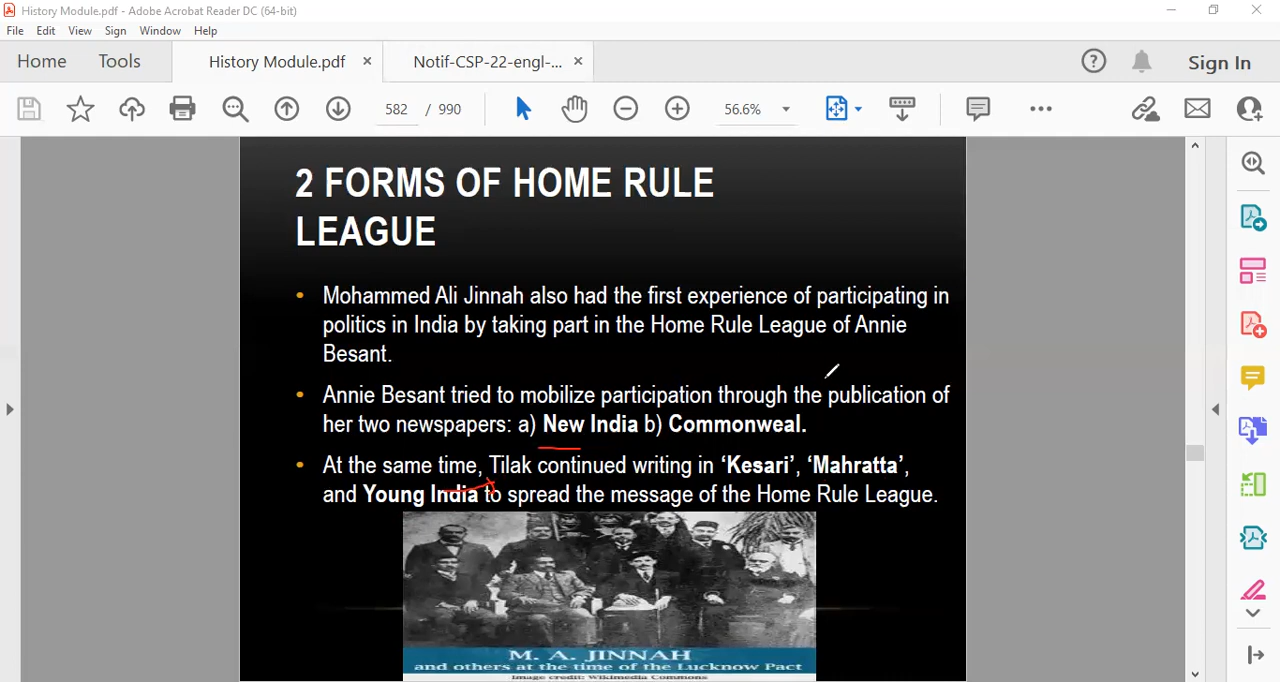 History Module.pdf - Adobe Acrobat Reader DC (64-bit)
File Edit View Sign Window Help
Home Tools History Module.pdf × Notif-CSP-22-engl-... × Sign In
582 / 990 56.6%
2 FORMS OF HOME RULE
LEAGUE
• Mohammed Ali Jinnah also had the first experience of participating in
politics in India by taking part in the Home Rule League of Annie
Besant.
• Annie Besant tried to mobilize participation through the publication of
her two newspapers: a) New India b) Commonweal.
• At the same time, Tilak continued writing in ‘Kesari’, ‘Mahratta’,
and Young India to spread the message of the Home Rule League.
M. A. JINNAH
and others at the time of the Lucknow Pact
Image credit: Wikimedia Commons